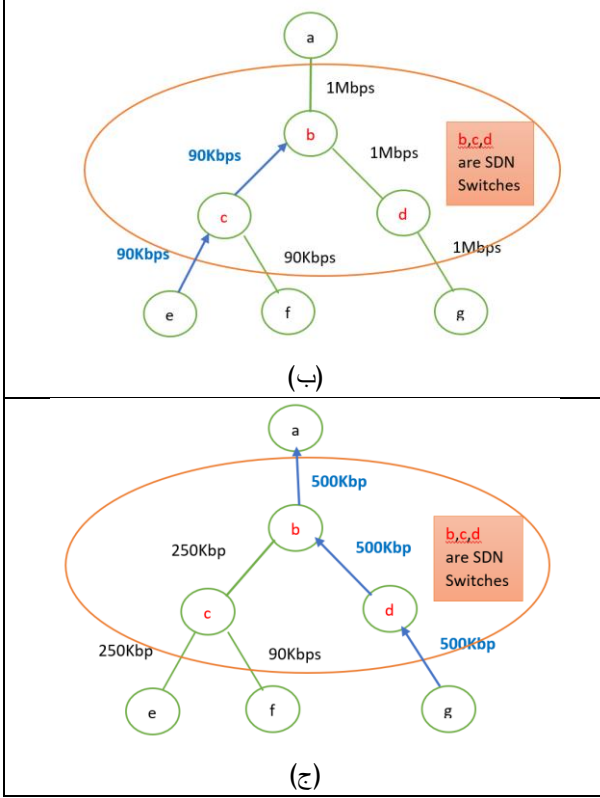 a
1Mbps
b
90Kbps
1Mbps
b,c,d
are SDN
Switches
c
d
90Kbps
90Kbps
1Mbps
e
f
g
(ب)
a
500Kbp
b
250Kbp
500Kbp
b,c,d
are SDN
Switches
c
d
250Kbp
90Kbps
500Kbp
e
f
g
(ج)